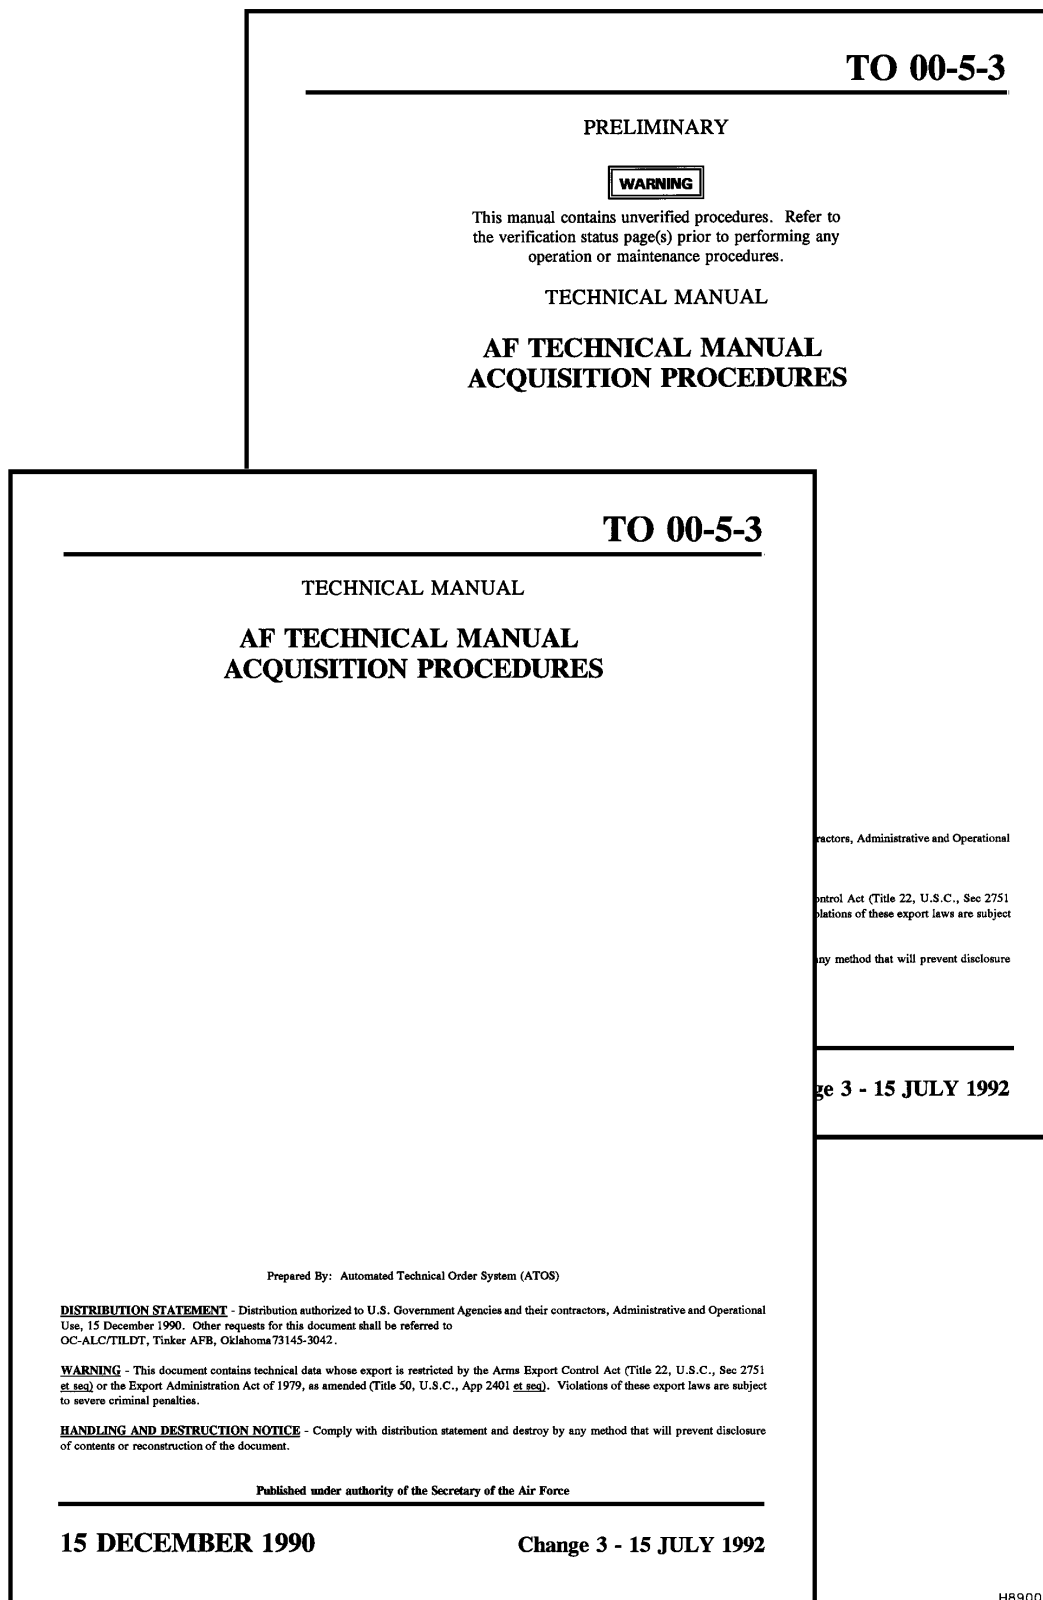 TO 00-5-3
PRELIMINARY
WARNING
This manual contains unverified procedures. Refer to
the verification status page(s) prior to performing any
operation or maintenance procedures.
TECHNICAL MANUAL
AF TECHNICAL MANUAL
ACQUISITION PROCEDURES
Administrative and Operational
Act (Title 22, U.S.C., Sec 2751
of these export laws are subject
method that will prevent disclosure
3 - 15 JULY 1992
TO 00-5-3
TECHNICAL MANUAL
AF TECHNICAL MANUAL
ACQUISITION PROCEDURES
Prepared By: Automated Technical Order System (ATOS)
DISTRIBUTION STATEMENT - Distribution authorized to U.S. Government Agencies and their contractors, Administrative and Operational
Use, 15 December 1990. Other requests for this document shall be referred to
OC-ALC/TILDT, Tinker AFB, Oklahoma 73145-3042.
WARNING - This document contains technical data whose export is restricted by the Arms Export Control Act (Title 22, U.S.C., Sec 2751
et seq) or the Export Administration Act of 1979, as amended (Title 50, U.S.C., App 2401 et seq). Violations of these export laws are subject
to severe criminal penalties.
HANDLING AND DESTRUCTION NOTICE - Comply with distribution statement and destroy by any method that will prevent disclosure
of contents or reconstruction of the document.
Published under authority of the Secretary of the Air Force
15 DECEMBER 1990 Change 3 - 15 JULY 1992